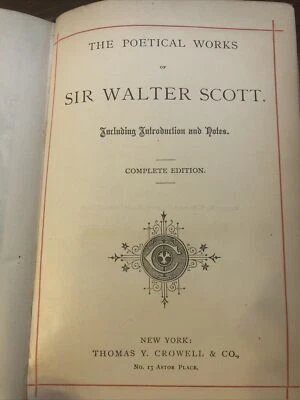 THE POETICAL WORKS
OF
SIR WALTER SCOTT.
Including Introduction and Notes.
COMPLETE EDITION.
NEW YORK:
THOMAS Y. CROWELL & CO.,
No. 13 ASTOR PLACE.